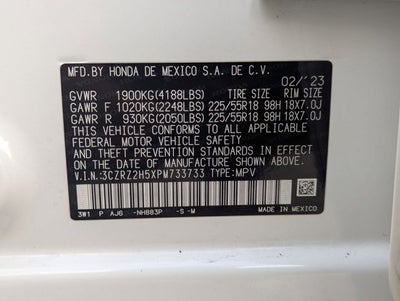 MFD.BY HONDA DE MEXICO S.A. DE C.V.
02/'23
GVWR 1900KG(4188LBS) TIRE SIZE RIM SIZE
GAWR F 1020KG(2248LBS) 225/55R18 98H 18X7.0J
GAWR R 930KG(2050LBS) 225/55R18 98H 18X7.0J
THIS VEHICLE CONFORMS TO ALL APPLICABLE
FEDERAL MOTOR VEHICLE SAFETY STANDARDS
IN EFFECT ON THE DATE OF MANUFACTURE
SHOWN ABOVE.
V.I.N.:3CZRZ2H5XPM733733 TYPE:MPV
3W1 P AJ6 -NH883P -S -M
MADE IN MEXICO